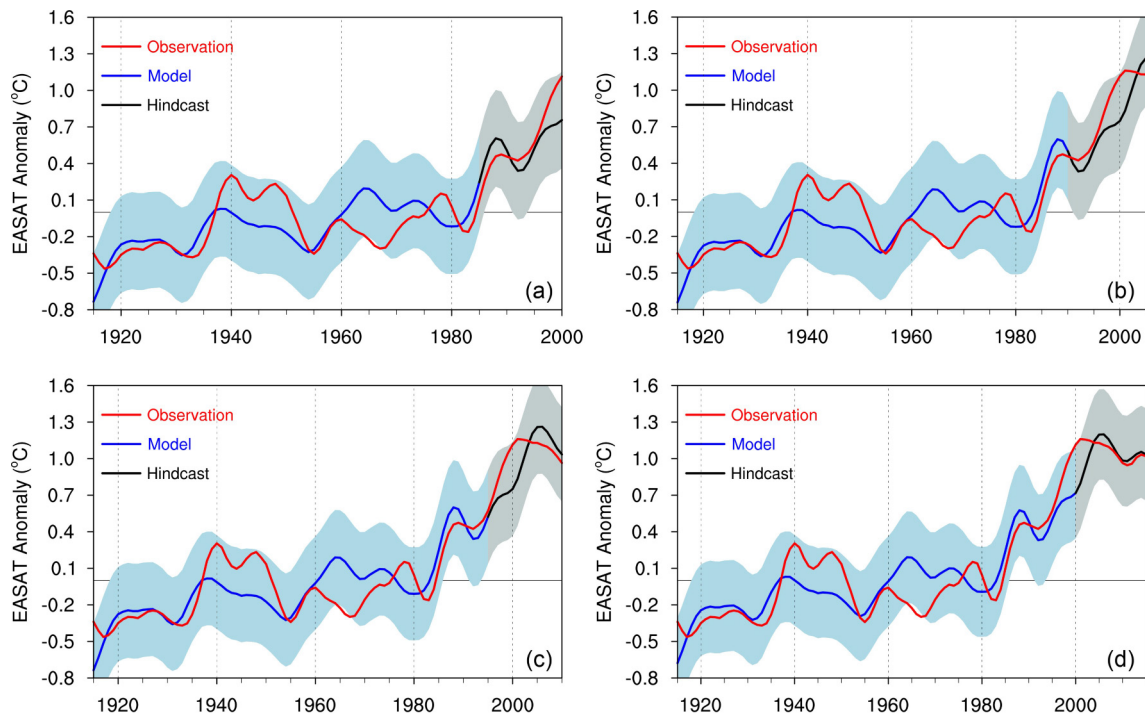 1.6
1.3
1.0
0.7
0.4
0.1
-0.2
-0.5
-0.8
EASAT Anomaly (°C)
Observation
Model
Hindcast
(a)
1920 1940 1960 1980 2000
1.6
1.3
1.0
0.7
0.4
0.1
-0.2
-0.5
-0.8
EASAT Anomaly (°C)
Observation
Model
Hindcast
(b)
1920 1940 1960 1980 2000
1.6
1.3
1.0
0.7
0.4
0.1
-0.2
-0.5
-0.8
EASAT Anomaly (°C)
Observation
Model
Hindcast
(c)
1920 1940 1960 1980 2000
1.6
1.3
1.0
0.7
0.4
0.1
-0.2
-0.5
-0.8
EASAT Anomaly (°C)
Observation
Model
Hindcast
(d)
1920 1940 1960 1980 2000